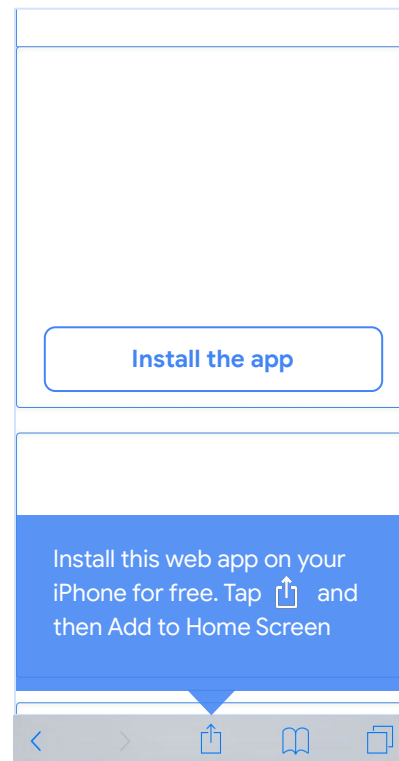 Install the app
Install this web app on your
iPhone for free. Tap and
then Add to Home Screen